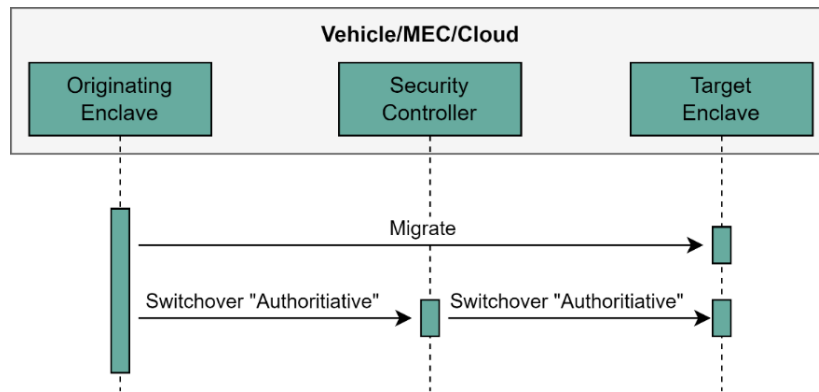 Vehicle/MEC/Cloud
Originating
Enclave
Security
Controller
Target
Enclave
Migrate
Switchover "Authoritiative"
Switchover "Authoritiative"